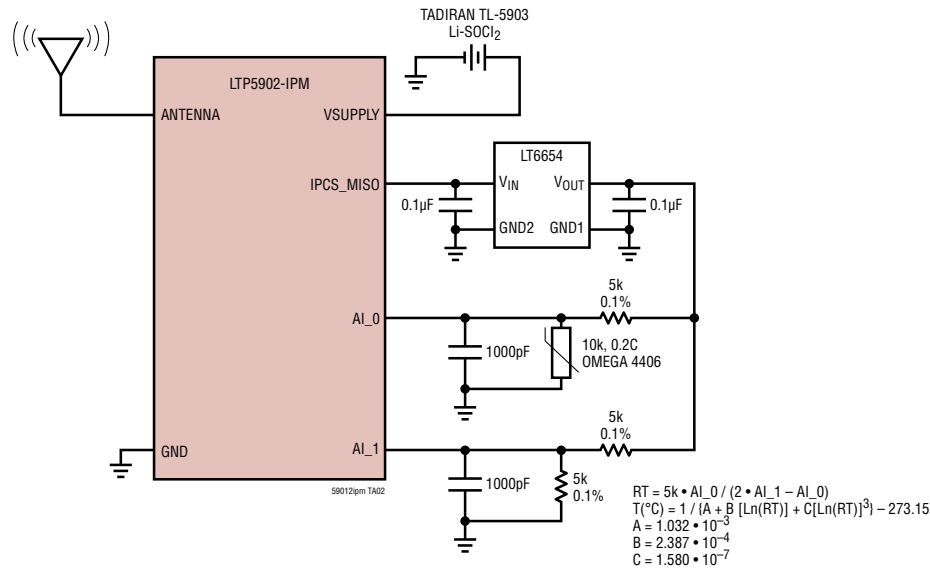 TADIRAN TL-5903
Li-SOCl₂
LTP5902-IPM
ANTENNA
VSUPPLY
LT6654
IPCS_MISO
V_IN
V_OUT
0.1µF
0.1µF
GND2
GND1
5k
0.1%
AI_0
1000pF
10k, 0.2C
OMEGA 4406
5k
0.1%
GND
AI_1
1000pF
5k
0.1%
59012ipm TA02
RT = 5k • AI_0 / (2 • AI_1 – AI_0)
T(°C) = 1 / {A + B [Ln(RT)] + C[Ln(RT)]³} – 273.15
A = 1.032 • 10⁻³
B = 2.387 • 10⁻⁴
C = 1.580 • 10⁻⁷